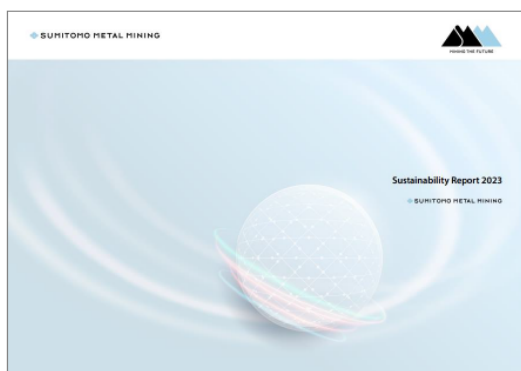 SUMITOMO METAL MINING
MINING THE FUTURE
Sustainability Report 2023
SUMITOMO METAL MINING